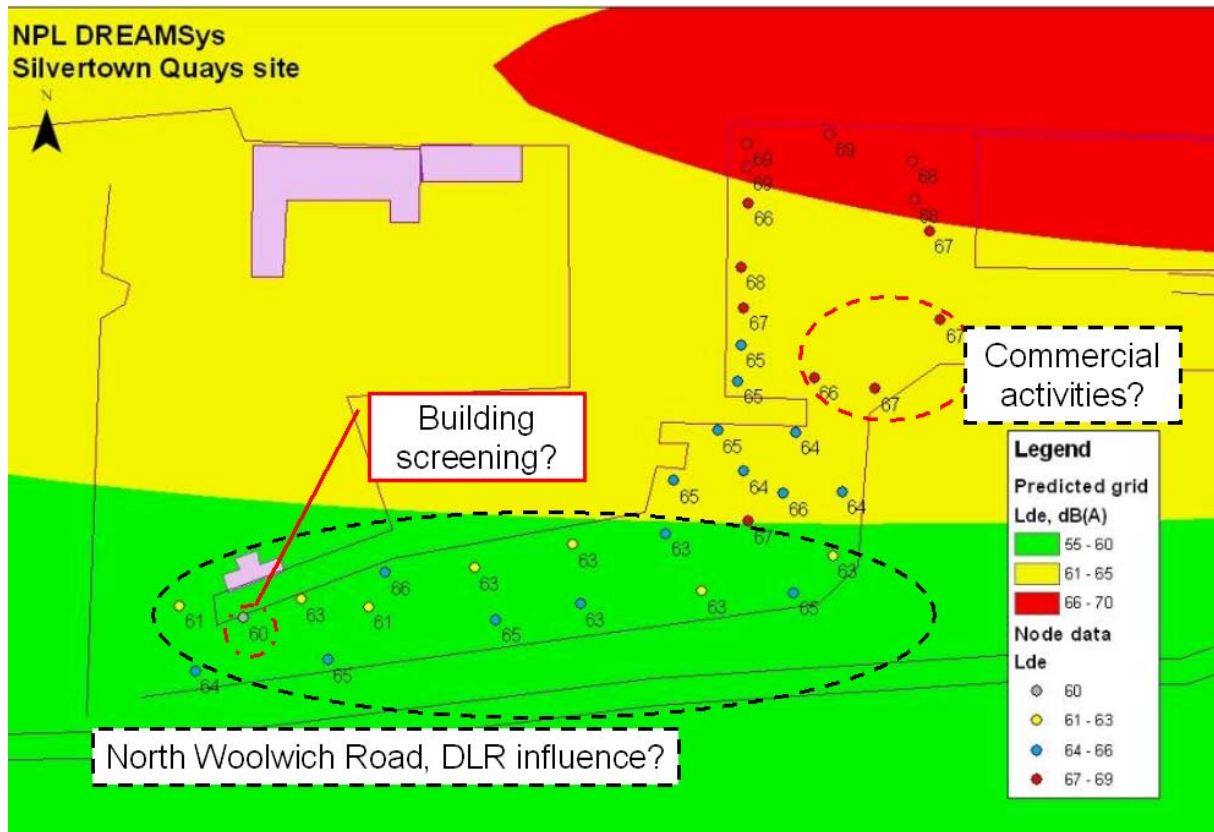 NPL DREAMSys
Silvertown Quays site
N
69
69
69
68
66
66
67
68
67
67
65
65
66
67
Commercial
activities?
Building
screening?
65
64
65
64
66
64
67
63
63
63
66
63
63
61
61
60
63
65
63
65
64
65
North Woolwich Road, DLR influence?
Legend
Predicted grid
Lde, dB(A)
55 - 60
61 - 65
66 - 70
Node data
Lde
60
61 - 63
64 - 66
67 - 69